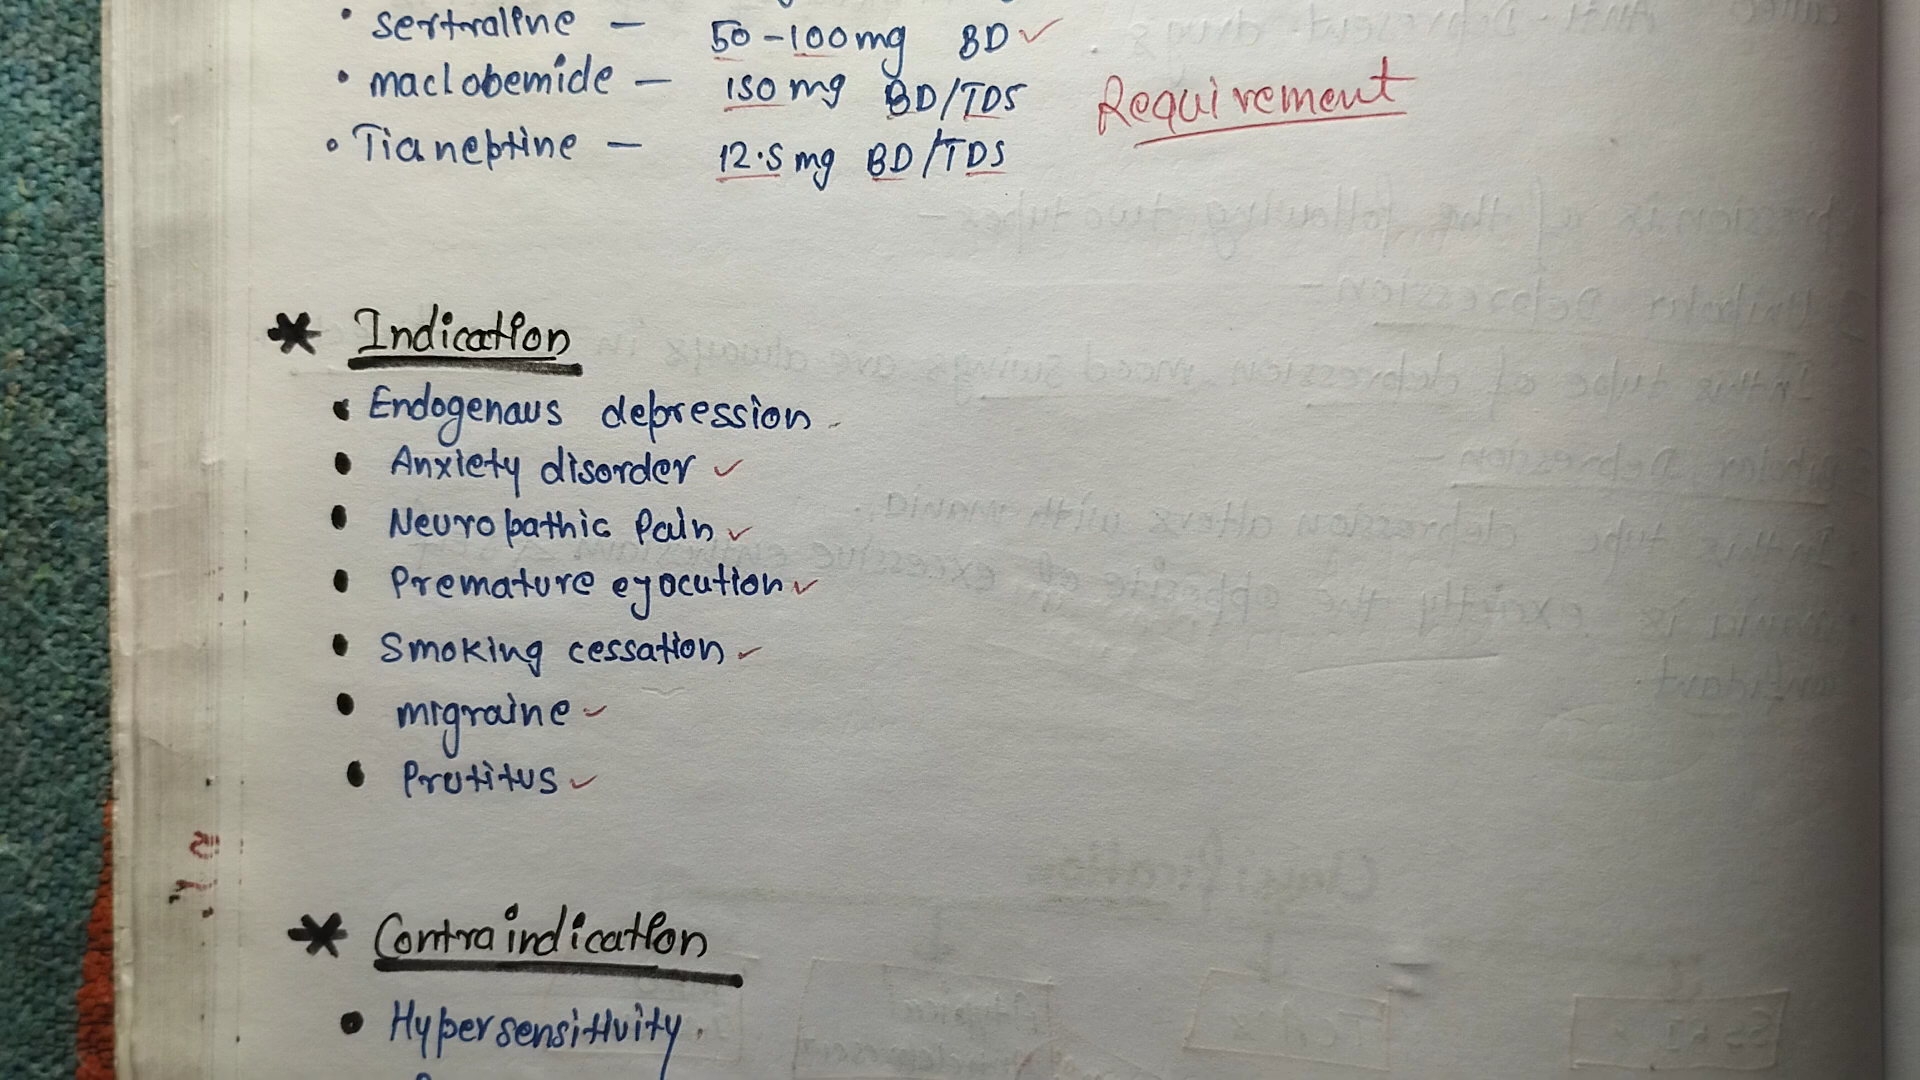 • sertraline — 50-100mg BD ✓
• maclobemide — 150 mg BD/TDS Requirement
• Tianeptine — 12.5 mg BD/TDS
* Indication
• Endogenaus depression
• Anxiety disorder ✓
• Neuropathic Pain ✓
• Premature ejocution ✓
• Smoking cessation ✓
• migraine ✓
• Prutitus ✓
* Contraindication
• Hypersensitivity.